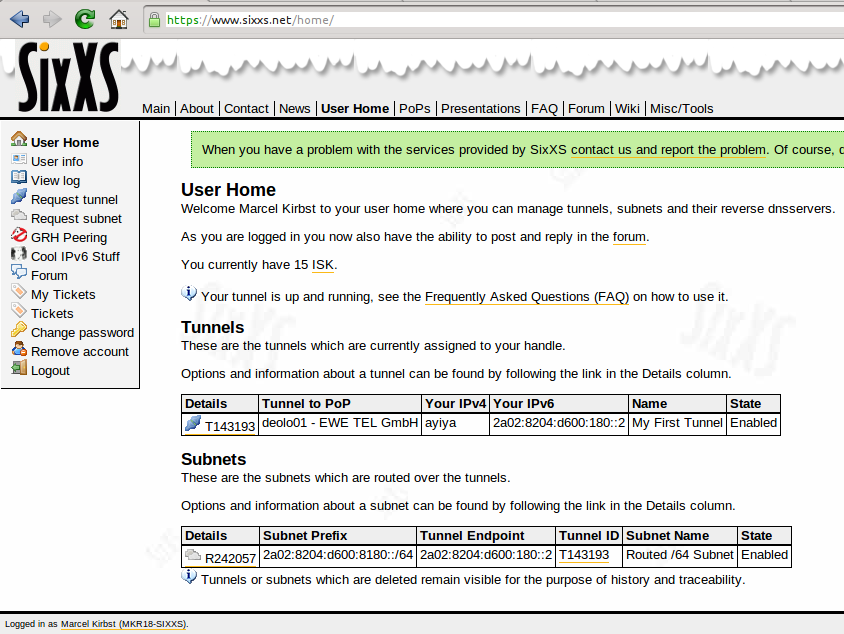 https://www.sixxs.net/home/
SixXS
Main | About | Contact | News | User Home | PoPs | Presentations | FAQ | Forum | Wiki | Misc/Tools
User Home
User info
View log
Request tunnel
Request subnet
GRH Peering
Cool IPv6 Stuff
Forum
My Tickets
Tickets
Change password
Remove account
Logout
When you have a problem with the services provided by SixXS contact us and report the problem. Of course,
User Home
Welcome Marcel Kirbst to your user home where you can manage tunnels, subnets and their reverse dnsservers.
As you are logged in you now also have the ability to post and reply in the forum.
You currently have 15 ISK.
Your tunnel is up and running, see the Frequently Asked Questions (FAQ) on how to use it.
Tunnels
These are the tunnels which are currently assigned to your handle.
Options and information about a tunnel can be found by following the link in the Details column.
Details Tunnel to PoP Your IPv4 Your IPv6 Name State
T143193 deolo01 - EWE TEL GmbH ayiya 2a02:8204:d600:180::2 My First Tunnel Enabled
Subnets
These are the subnets which are routed over the tunnels.
Options and information about a subnet can be found by following the link in the Details column.
Details Subnet Prefix Tunnel Endpoint Tunnel ID Subnet Name State
R242057 2a02:8204:d600:8180::/64 2a02:8204:d600:180::2 T143193 Routed /64 Subnet Enabled
Tunnels or subnets which are deleted remain visible for the purpose of history and traceability.
Logged in as Marcel Kirbst (MKR18-SIXXS).